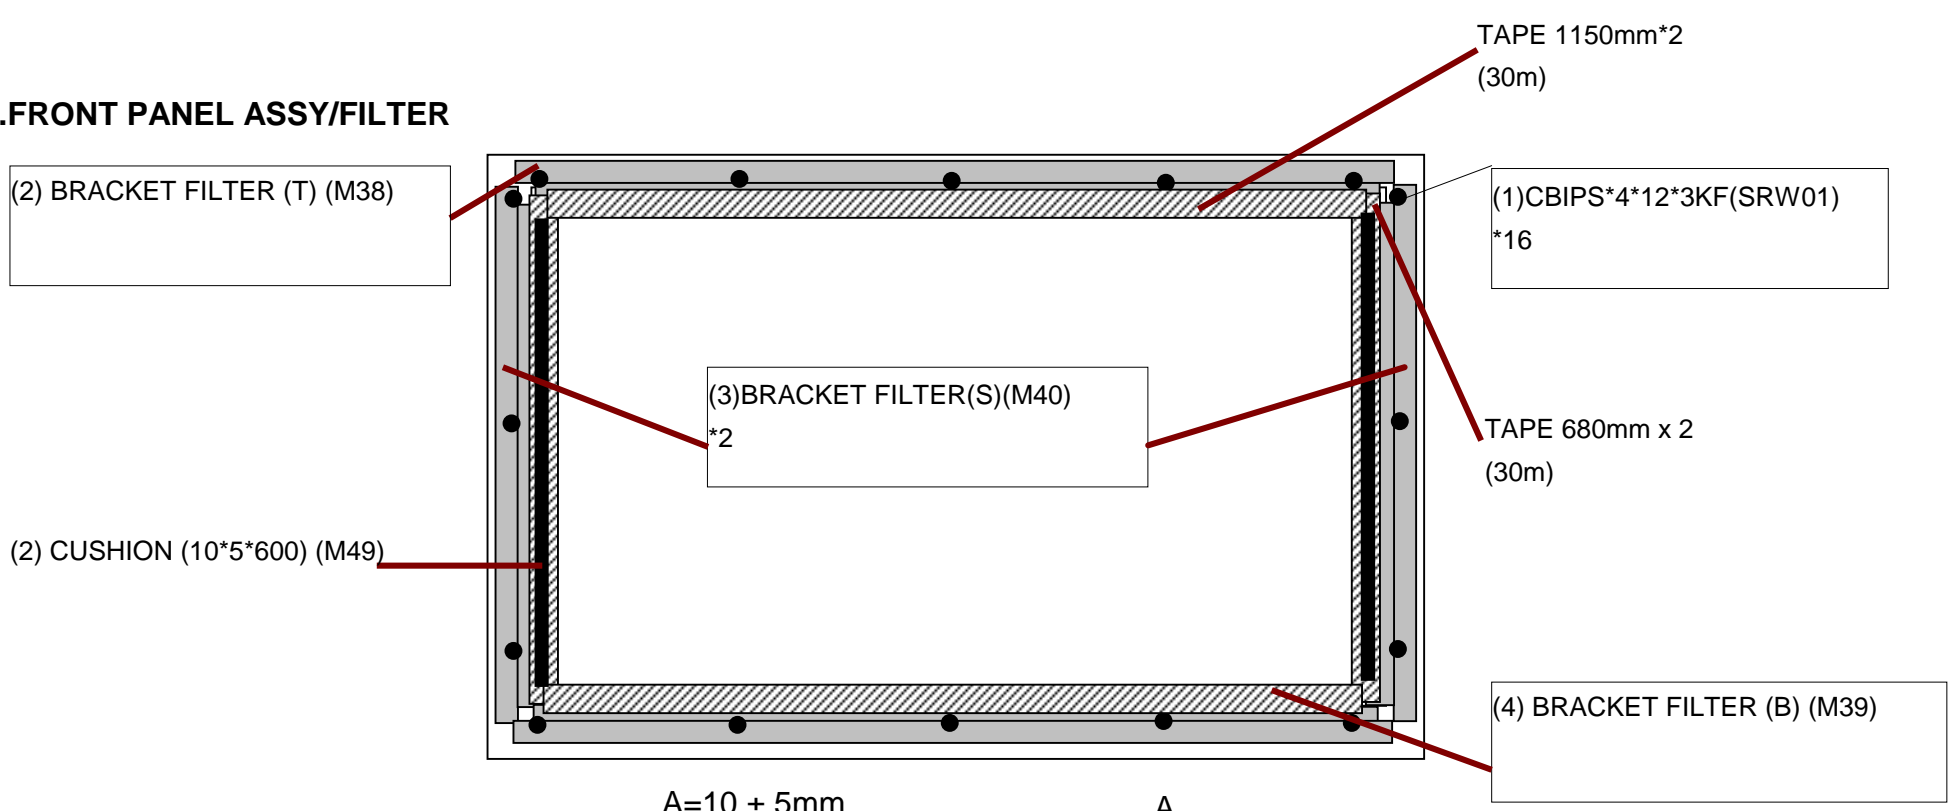 TAPE 1150mm*2
(30m)
.FRONT PANEL ASSY/FILTER
(2) BRACKET FILTER (T) (M38)
(1)CBIPS*4*12*3KF(SRW01)
*16
(3)BRACKET FILTER(S)(M40)
*2
TAPE 680mm x 2
(30m)
(2) CUSHION (10*5*600) (M49)
(4) BRACKET FILTER (B) (M39)
A=10 + 5mm
A